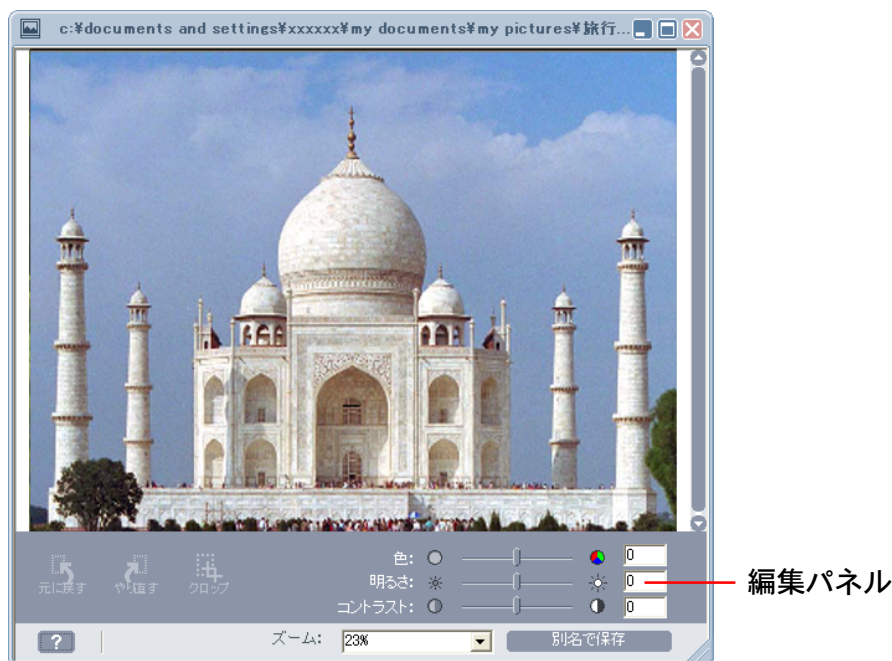 c:¥documents and settings¥xxxxxx¥my documents¥my pictures¥旅行...
色: 0
元に戻す やり直す クロップ 明るさ: 0 編集パネル
コントラスト: 0
? ズーム: 23% 別名で保存